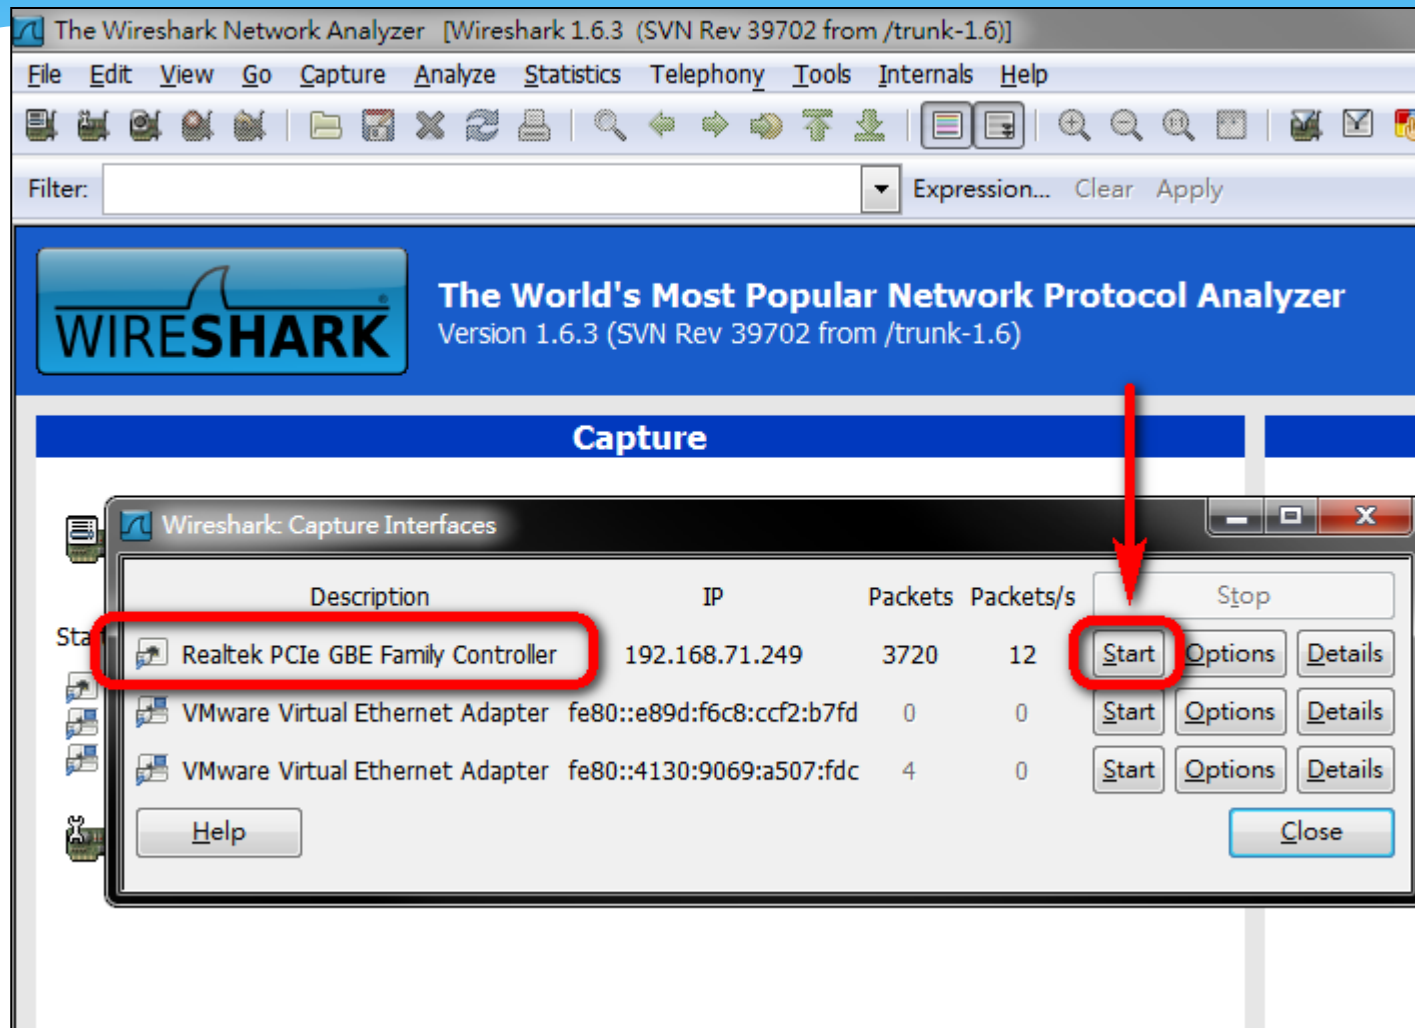 The Wireshark Network Analyzer [Wireshark 1.6.3 (SVN Rev 39702 from /trunk-1.6)]
File Edit View Go Capture Analyze Statistics Telephony Tools Internals Help
Filter: Expression... Clear Apply
WIRESHARK
The World's Most Popular Network Protocol Analyzer
Version 1.6.3 (SVN Rev 39702 from /trunk-1.6)
Capture
Wireshark: Capture Interfaces
Description IP Packets Packets/s Stop
Realtek PCIe GBE Family Controller 192.168.71.249 3720 12 Start Options Details
VMware Virtual Ethernet Adapter fe80::e89d:f6c8:ccf2:b7fd 0 0 Start Options Details
VMware Virtual Ethernet Adapter fe80::4130:9069:a507:fdc 4 0 Start Options Details
Help Close